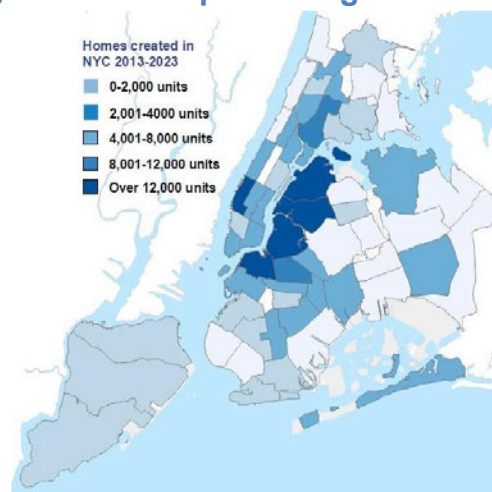 Homes created in
NYC 2013-2023
0-2,000 units
2,001-4000 units
4,001-8,000 units
8,001-12,000 units
Over 12,000 units